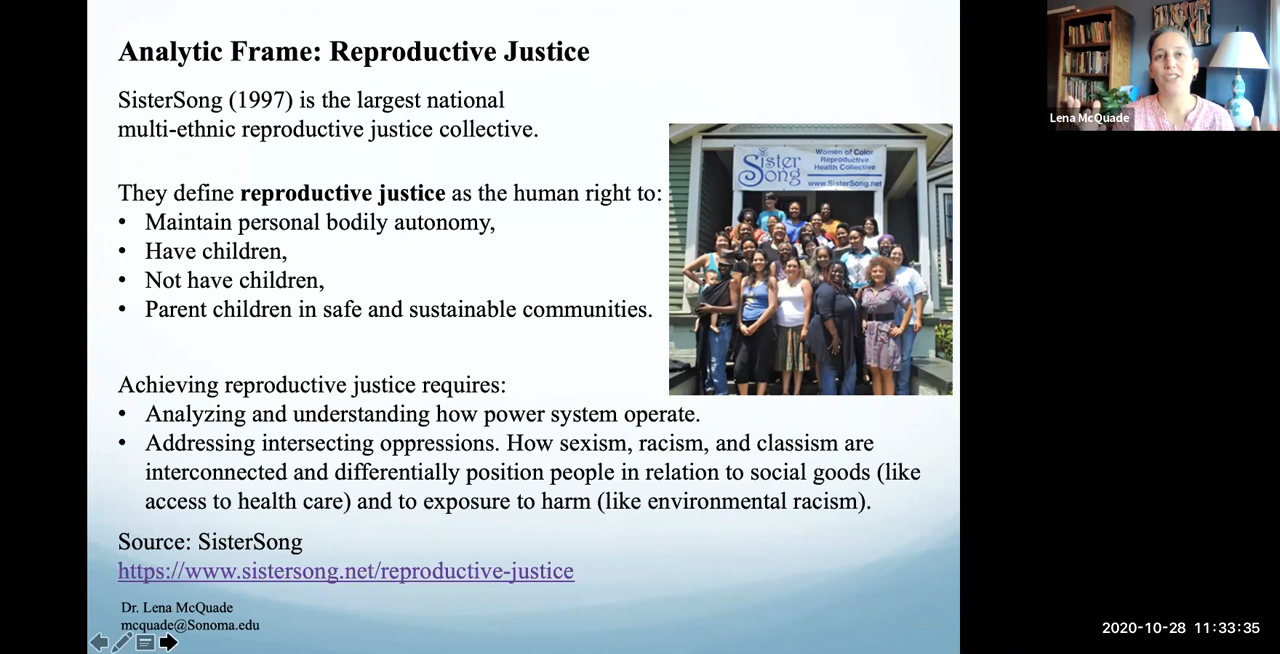 Analytic Frame: Reproductive Justice
SisterSong (1997) is the largest national
multi-ethnic reproductive justice collective.
They define reproductive justice as the human right to:
• Maintain personal bodily autonomy,
• Have children,
• Not have children,
• Parent children in safe and sustainable communities.
Sister
Song
Women of Color
Reproductive
Health Collective
www.SisterSong.net
Achieving reproductive justice requires:
• Analyzing and understanding how power system operate.
• Addressing intersecting oppressions. How sexism, racism, and classism are
interconnected and differentially position people in relation to social goods (like
access to health care) and to exposure to harm (like environmental racism).
Source: SisterSong
https://www.sistersong.net/reproductive-justice
Dr. Lena McQuade
mcquade@Sonoma.edu
Lena McQuade
2020-10-28 11:33:35